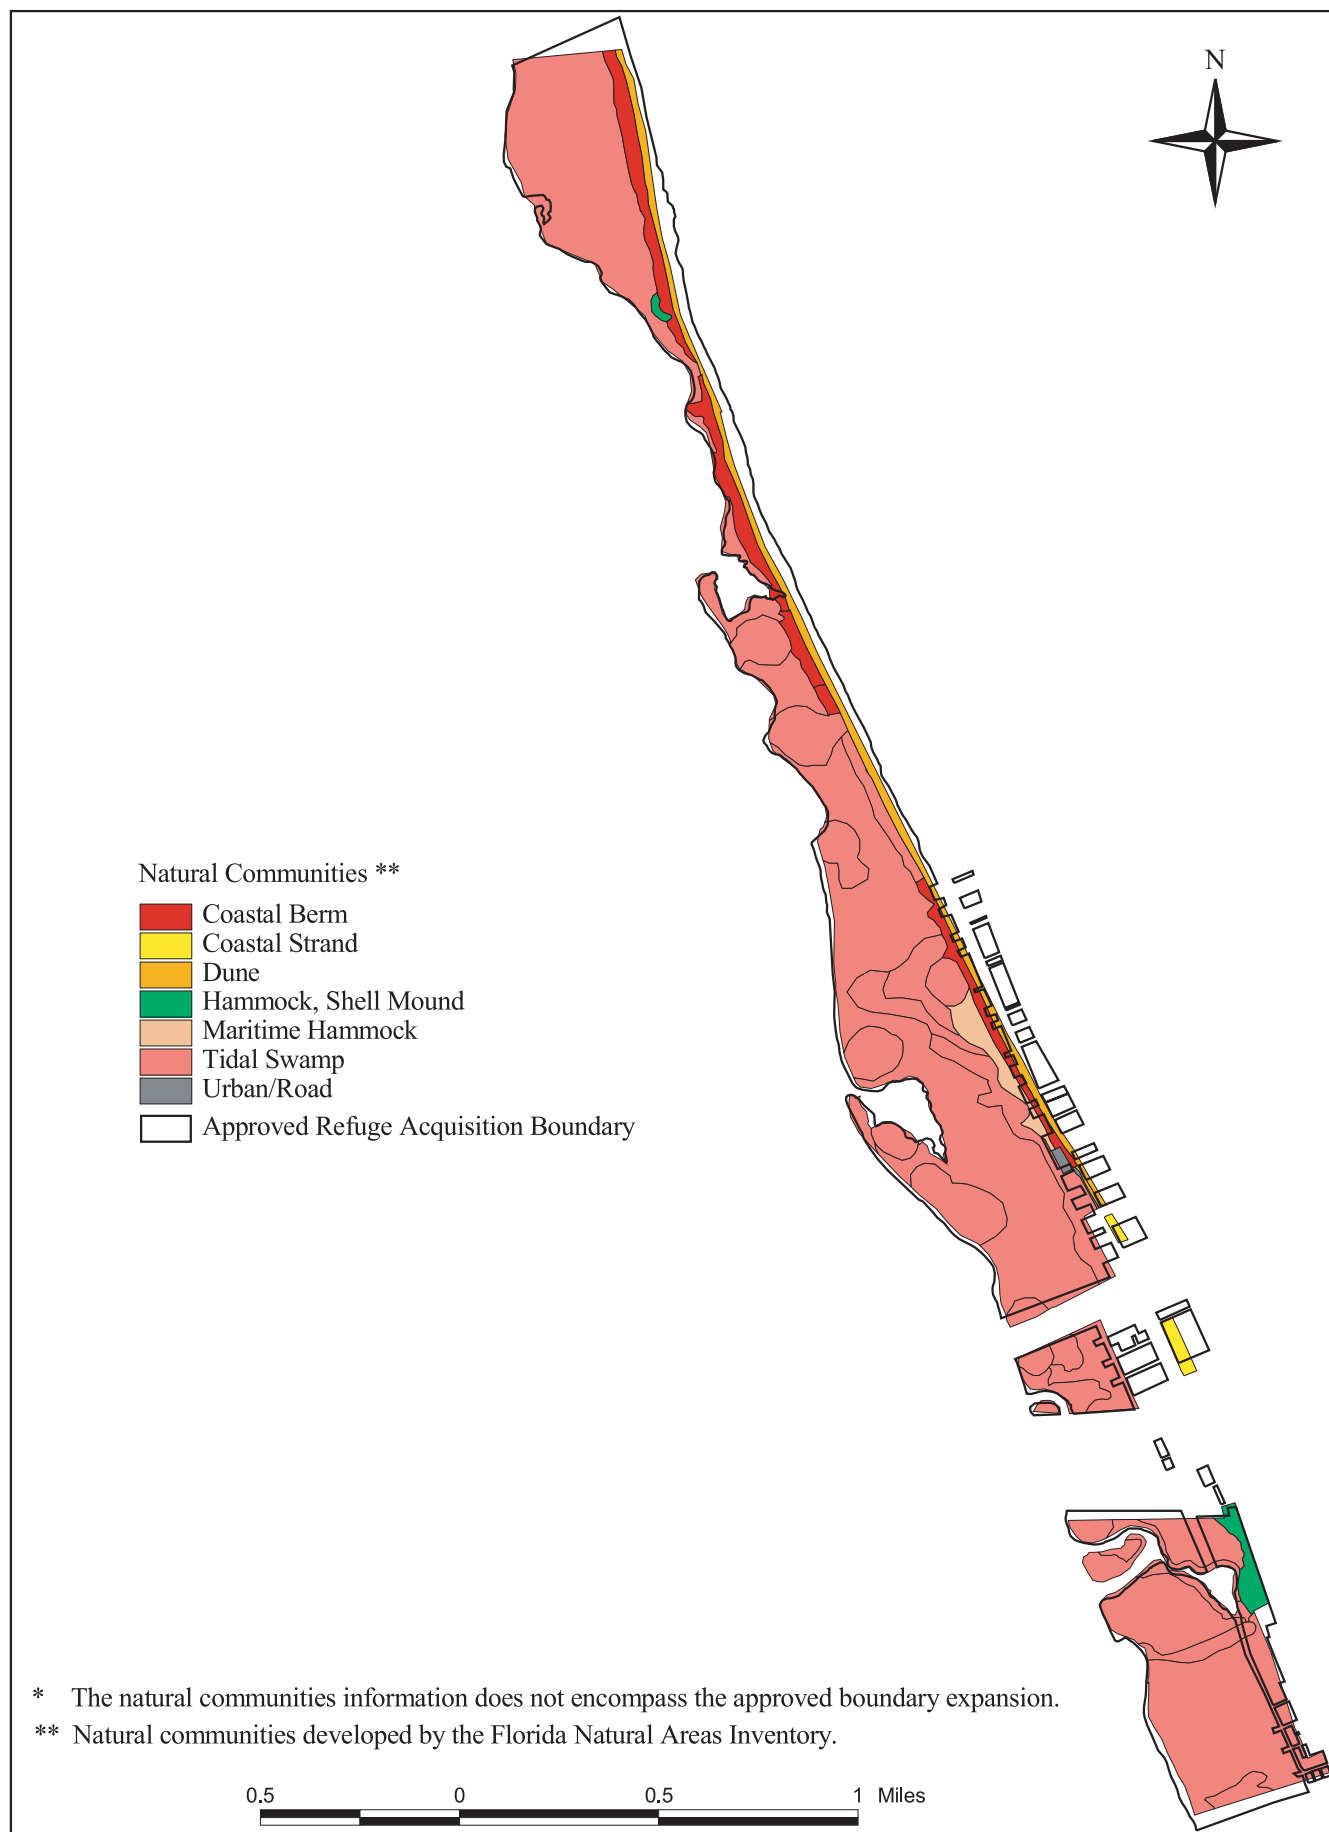 N
Natural Communities **
Coastal Berm
Coastal Strand
Dune
Hammock, Shell Mound
Maritime Hammock
Tidal Swamp
Urban/Road
Approved Refuge Acquisition Boundary
* The natural communities information does not encompass the approved boundary expansion.
** Natural communities developed by the Florida Natural Areas Inventory.
0.5 0 0.5 1 Miles